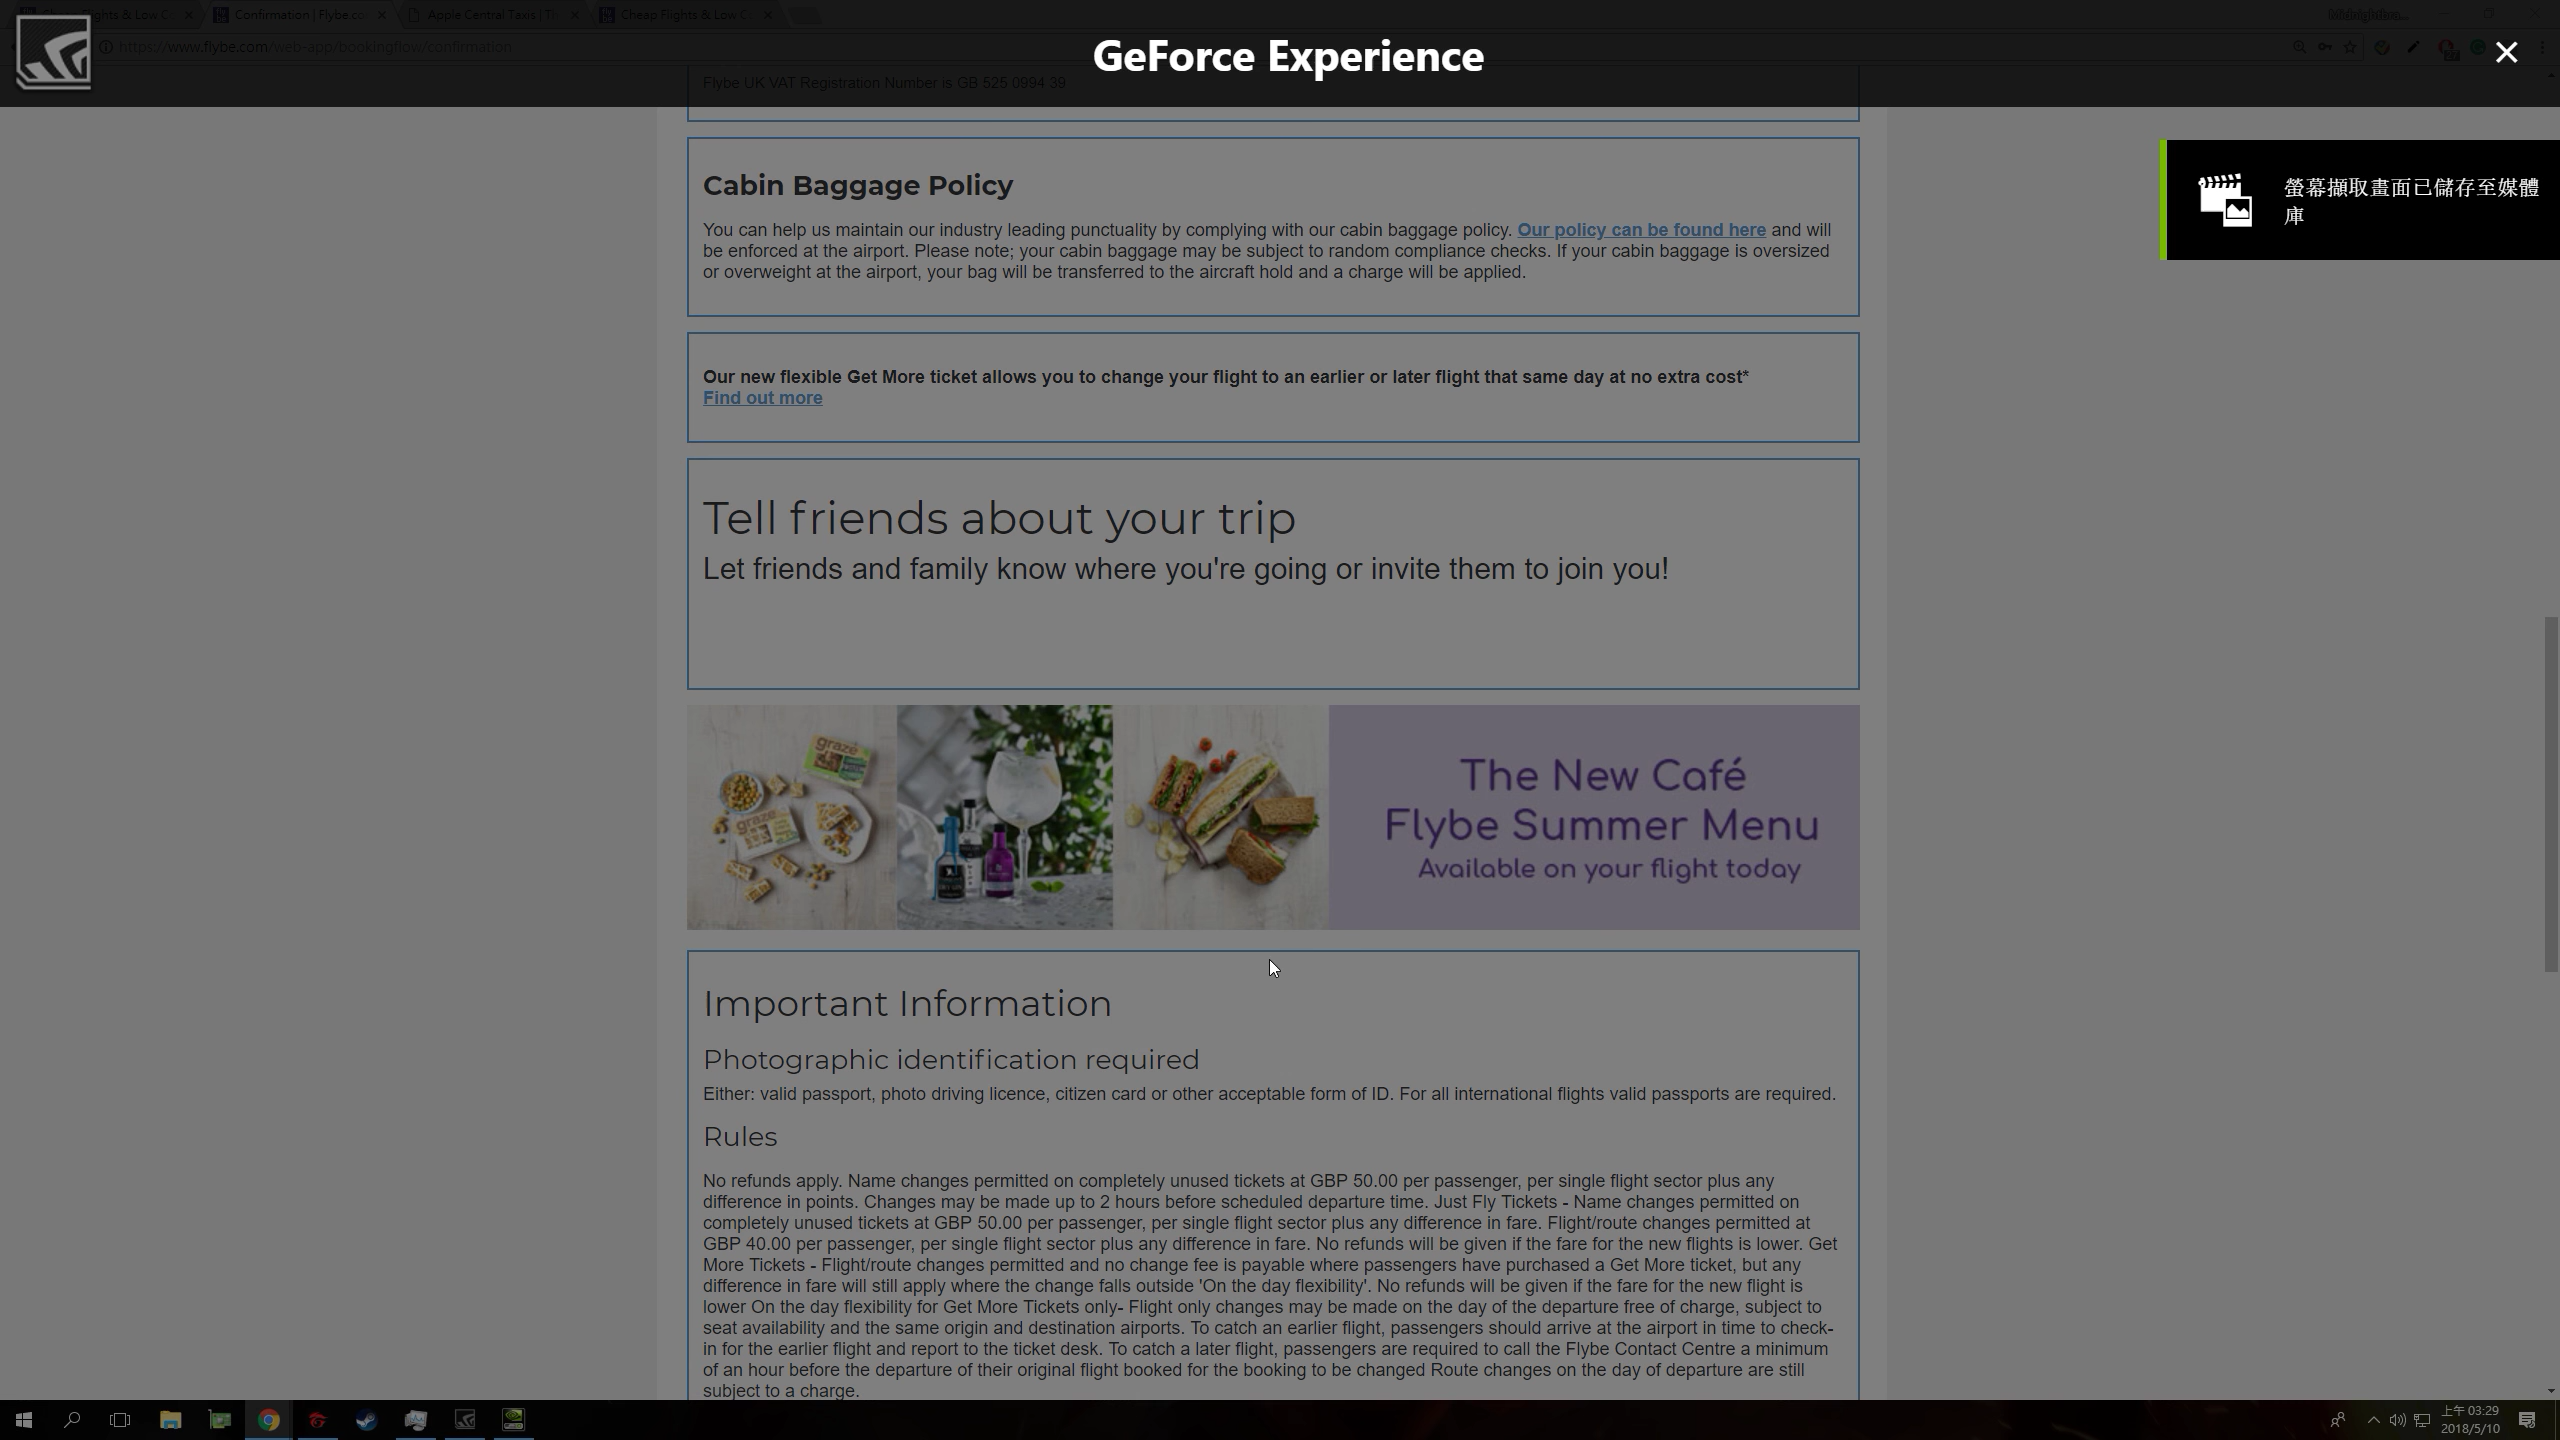 Cheap Flights & Low C
Confirmation | Flybe.co
Apple Central Taxis | T
Cheap Flights & Low C
https://www.flybe.com/web-app/bookingflow/confirmation
GeForce Experience
Flybe UK VAT Registration Number is GB 525 0994 39
螢幕擷取畫面已儲存至媒體
庫
Cabin Baggage Policy
You can help us maintain our industry leading punctuality by complying with our cabin baggage policy. Our policy can be found here and will
be enforced at the airport. Please note; your cabin baggage may be subject to random compliance checks. If your cabin baggage is oversized
or overweight at the airport, your bag will be transferred to the aircraft hold and a charge will be applied.
Our new flexible Get More ticket allows you to change your flight to an earlier or later flight that same day at no extra cost*
Find out more
Tell friends about your trip
Let friends and family know where you're going or invite them to join you!
graze
graze
The New Café
Flybe Summer Menu
Available on your flight today
Important Information
Photographic identification required
Either: valid passport, photo driving licence, citizen card or other acceptable form of ID. For all international flights valid passports are required.
Rules
No refunds apply. Name changes permitted on completely unused tickets at GBP 50.00 per passenger, per single flight sector plus any
difference in points. Changes may be made up to 2 hours before scheduled departure time. Just Fly Tickets - Name changes permitted on
completely unused tickets at GBP 50.00 per passenger, per single flight sector plus any difference in fare. Flight/route changes permitted at
GBP 40.00 per passenger, per single flight sector plus any difference in fare. No refunds will be given if the fare for the new flights is lower. Get
More Tickets - Flight/route changes permitted and no change fee is payable where passengers have purchased a Get More ticket, but any
difference in fare will still apply where the change falls outside 'On the day flexibility'. No refunds will be given if the fare for the new flight is
lower On the day flexibility for Get More Tickets only- Flight only changes may be made on the day of the departure free of charge, subject to
seat availability and the same origin and destination airports. To catch an earlier flight, passengers should arrive at the airport in time to check-
in for the earlier flight and report to the ticket desk. To catch a later flight, passengers are required to call the Flybe Contact Centre a minimum
of an hour before the departure of their original flight booked for the booking to be changed Route changes on the day of departure are still
subject to a charge.
上午 03:29
2018/5/10